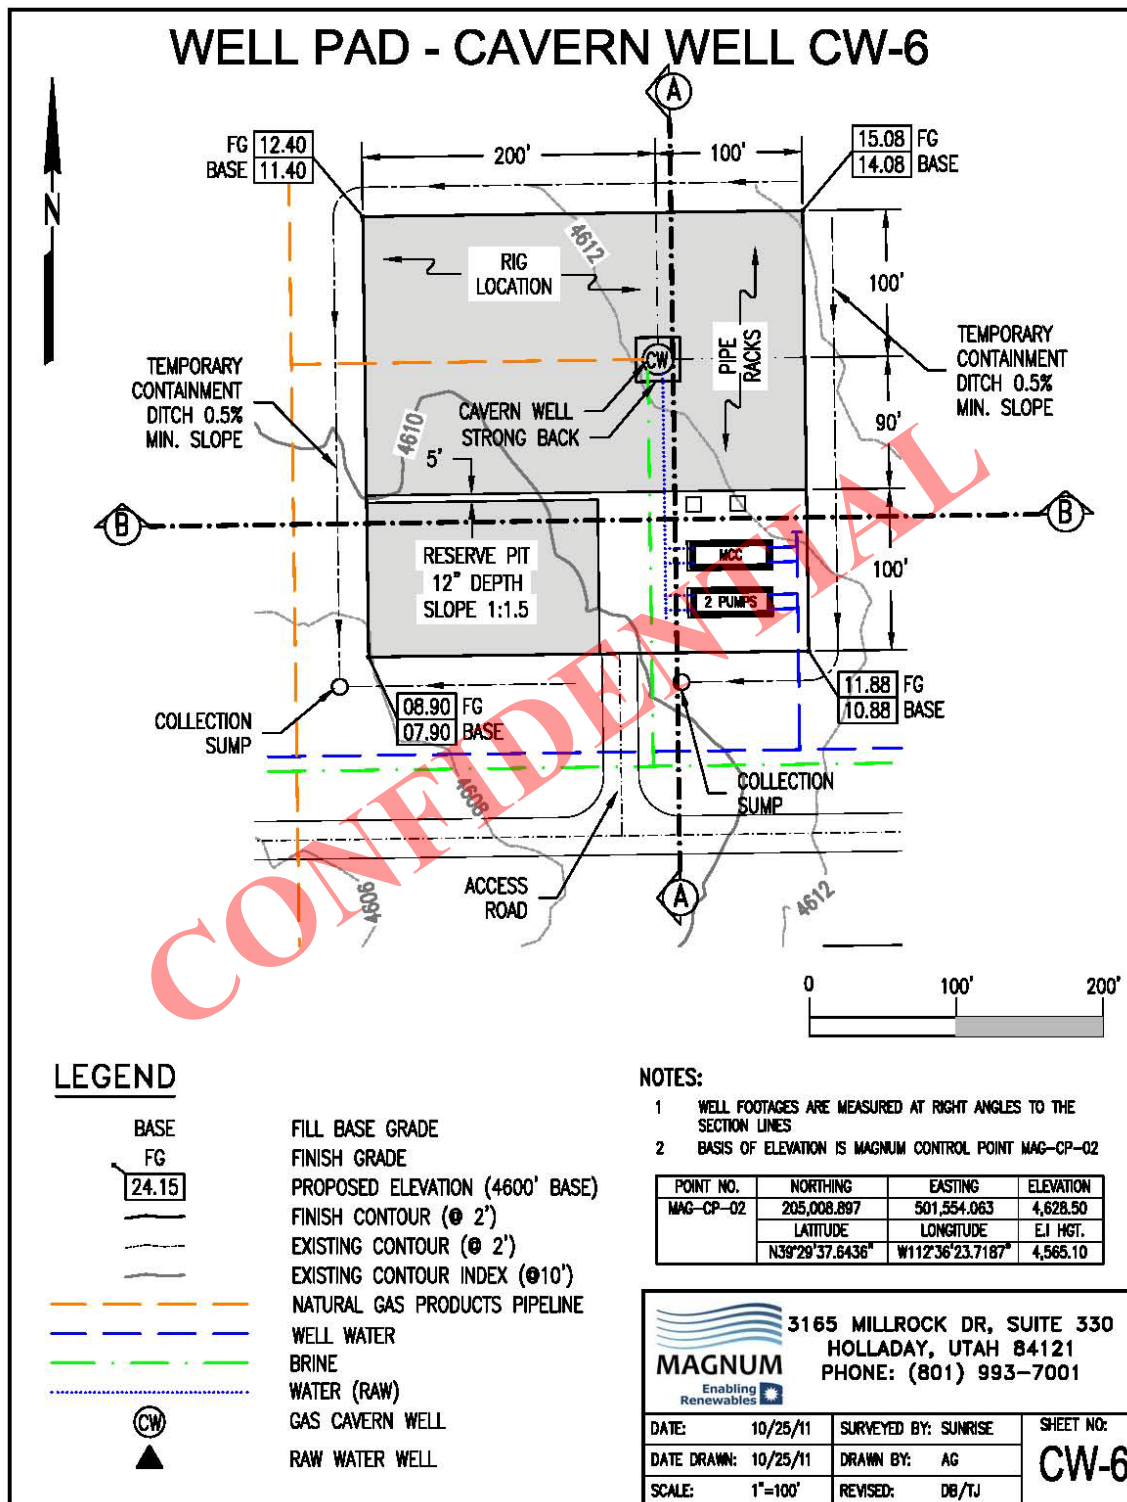 WELL PAD - CAVERN WELL CW-6
A
FG 12.40
BASE 11.40
200'
100'
15.08 FG
14.08 BASE
N
4612
RIG
LOCATION
100'
PIPE
RACKS
CW
TEMPORARY
CONTAINMENT
DITCH 0.5%
MIN. SLOPE
TEMPORARY
CONTAINMENT
DITCH 0.5%
MIN. SLOPE
CAVERN WELL
STRONG BACK
4610
90'
5'
B
B
RESERVE PIT
12" DEPTH
SLOPE 1:1.5
MCC
2 PUMPS
100'
COLLECTION
SUMP
08.90 FG
07.90 BASE
11.88 FG
10.88 BASE
COLLECTION
SUMP
4608
ACCESS
ROAD
4606
A
4612
CONFIDENTIAL
0 100' 200'
LEGEND
BASE FILL BASE GRADE
FG FINISH GRADE
24.15 PROPOSED ELEVATION (4600' BASE)
FINISH CONTOUR (@ 2')
EXISTING CONTOUR (@ 2')
EXISTING CONTOUR INDEX (@10')
NATURAL GAS PRODUCTS PIPELINE
WELL WATER
BRINE
WATER (RAW)
CW GAS CAVERN WELL
RAW WATER WELL
NOTES:
1 WELL FOOTAGES ARE MEASURED AT RIGHT ANGLES TO THE
SECTION LINES
2 BASIS OF ELEVATION IS MAGNUM CONTROL POINT MAG-CP-02
POINT NO. NORTHING EASTING ELEVATION
MAG-CP-02 205,008.897 501,554.063 4,628.50
LATITUDE LONGITUDE E.I HGT.
N39°29'37.6436" W112°36'23.7187" 4,565.10
MAGNUM
Enabling
Renewables
3165 MILLROCK DR, SUITE 330
HOLLADAY, UTAH 84121
PHONE: (801) 993-7001
DATE: 10/25/11 SURVEYED BY: SUNRISE SHEET NO:
DATE DRAWN: 10/25/11 DRAWN BY: AG CW-6
SCALE: 1"=100' REVISED: DB/TJ